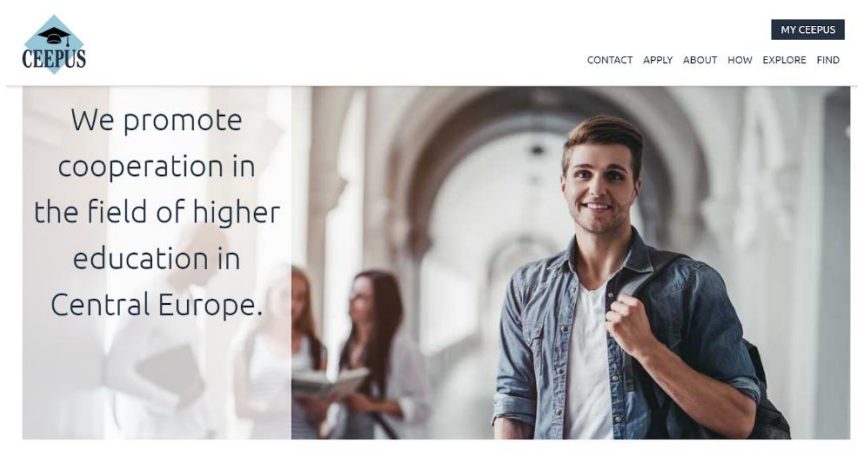 CEEPUS
MY CEEPUS
CONTACT APPLY ABOUT HOW EXPLORE FIND
We promote
cooperation in
the field of higher
education in
Central Europe.